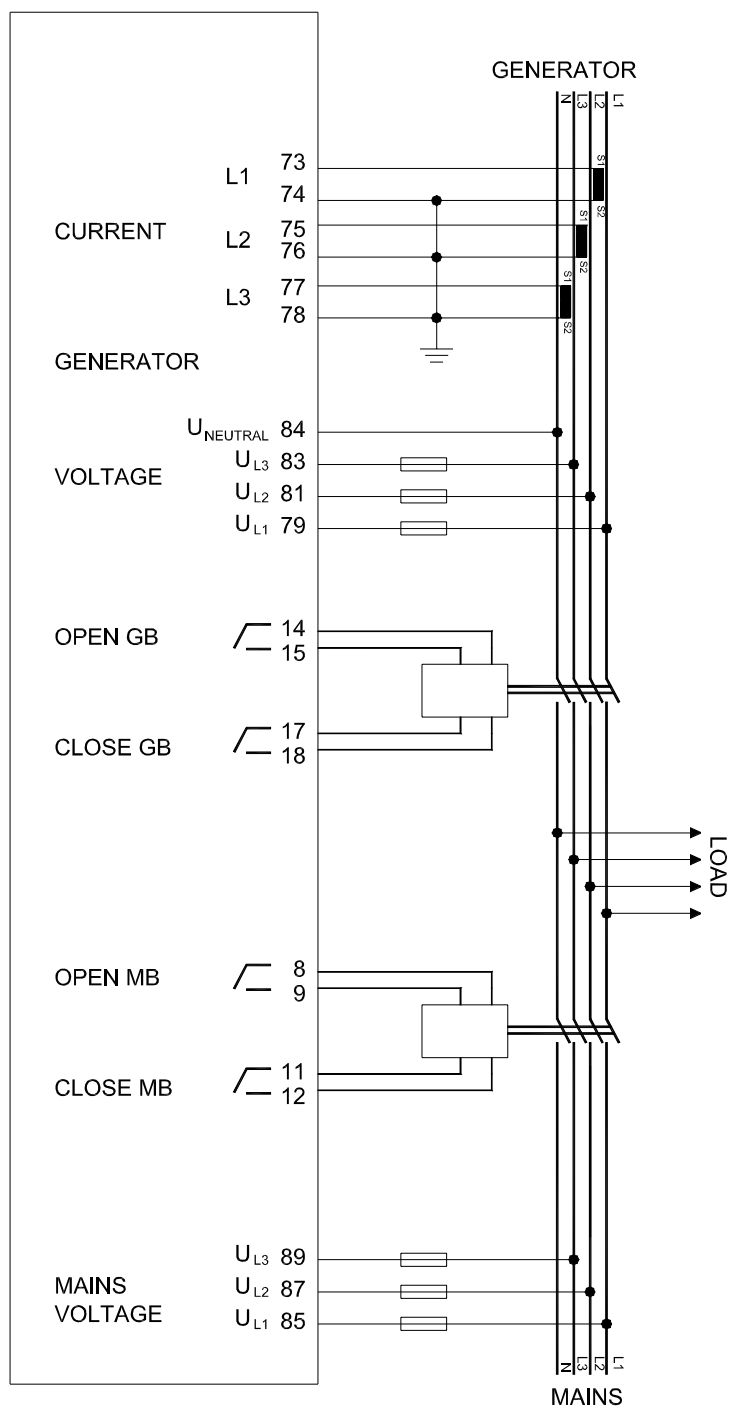 GENERATOR
N L3 L2 L1
73
S1
L1
74
S2
75
S1
CURRENT
L2
76
S2
77
S1
L3
78
S2
GENERATOR
UNEUTRAL 84
UL3 83
VOLTAGE
UL2 81
UL1 79
OPEN GB
14
15
CLOSE GB
17
18
LOAD
OPEN MB
8
9
CLOSE MB
11
12
UL3 89
MAINS
VOLTAGE
UL2 87
UL1 85
N L3 L2 L1
MAINS